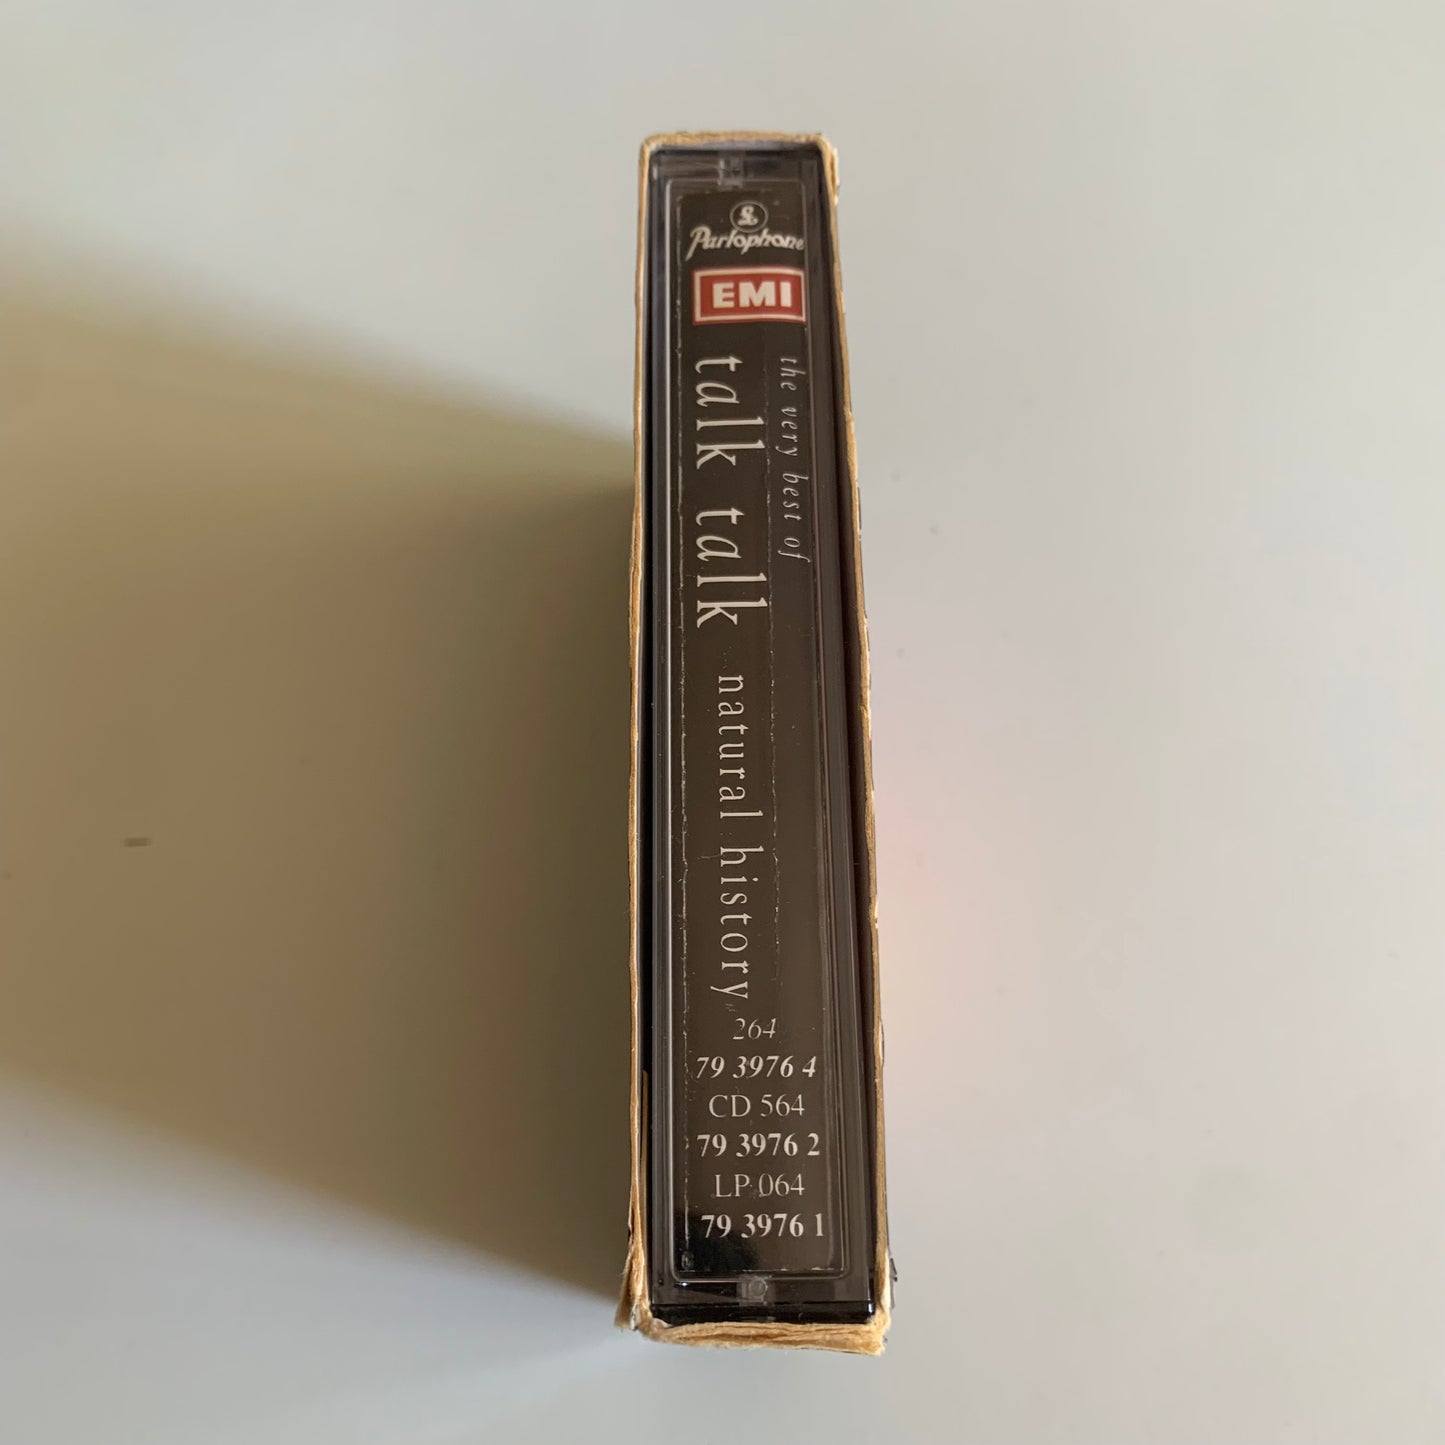 £
Parlophone
EMI
the very best of
talk talk natural history
264
79 3976 4
CD 564
79 3976 2
LP 064
79 3976 1